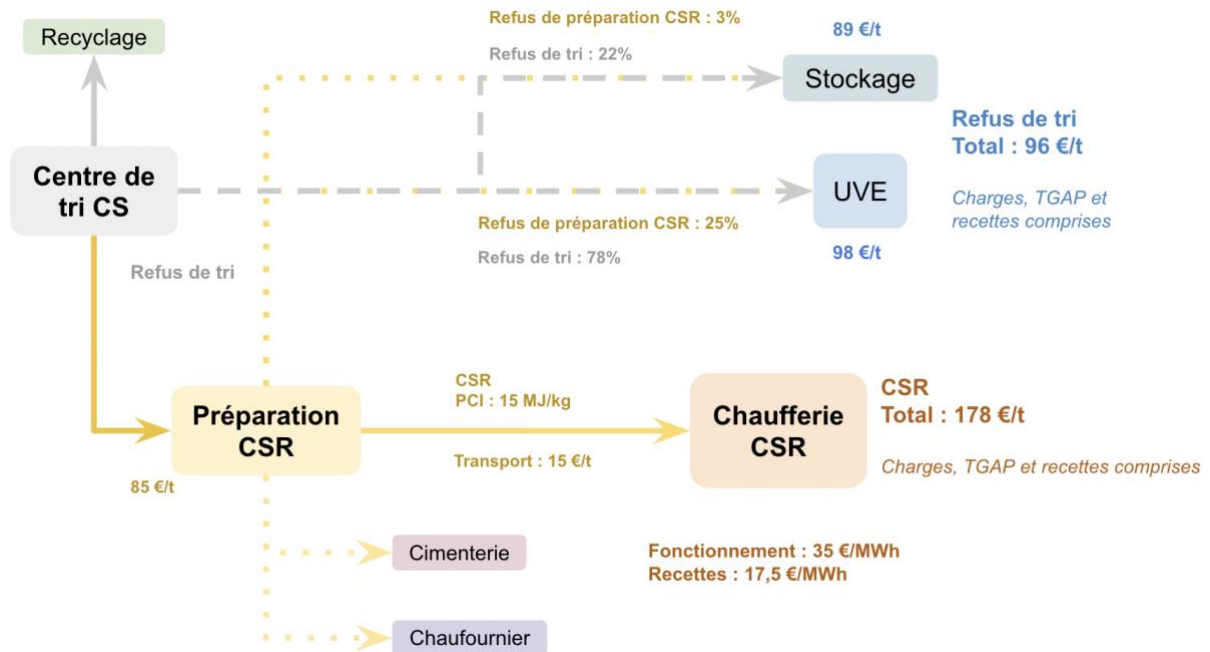 Refus de préparation CSR : 3%
Recyclage
89 €/t
Refus de tri : 22%
Stockage
Refus de tri
Total : 96 €/t
Centre de
tri CS
UVE
Charges, TGAP et
recettes comprises
Refus de préparation CSR : 25%
Refus de tri : 78%
98 €/t
Refus de tri
CSR
PCI : 15 MJ/kg
CSR
Total : 178 €/t
Préparation
CSR
Chaufferie
CSR
Transport : 15 €/t
Charges, TGAP et recettes comprises
85 €/t
Cimenterie
Fonctionnement : 35 €/MWh
Recettes : 17,5 €/MWh
Chaufournier